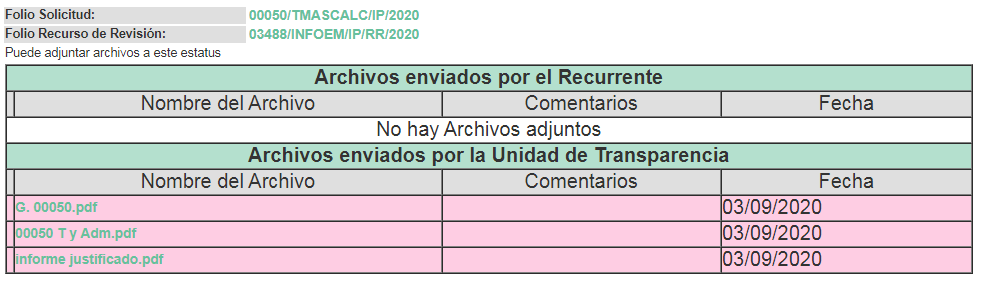 Folio Solicitud: 00050/TMASCALC/IP/2020
Folio Recurso de Revisión: 03488/INFOEM/IP/RR/2020
Puede adjuntar archivos a este estatus
Archivos enviados por el Recurrente
Nombre del Archivo Comentarios Fecha
No hay Archivos adjuntos
Archivos enviados por la Unidad de Transparencia
Nombre del Archivo Comentarios Fecha
G. 00050.pdf 03/09/2020
00050 T y Adm.pdf 03/09/2020
informe justificado.pdf 03/09/2020